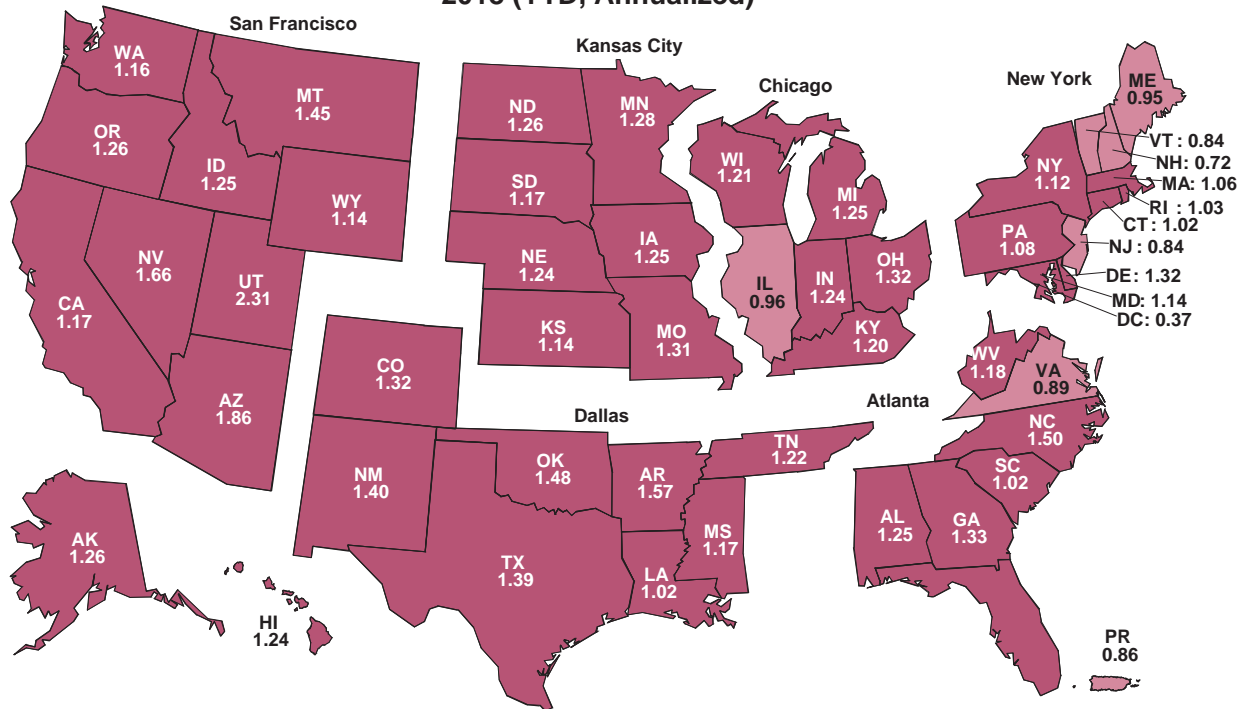 San Francisco
Kansas City
Chicago
New York
WA
1.16
MT
1.45
OR
1.26
ID
1.25
WY
1.14
NV
1.66
UT
2.31
CA
1.17
AZ
1.86
CO
1.32
NM
1.40
AK
1.26
HI
1.24
ND
1.26
MN
1.28
SD
1.17
NE
1.24
IA
1.25
KS
1.14
MO
1.31
WI
1.21
MI
1.25
IL
0.96
IN
1.24
OH
1.32
KY
1.20
ME
0.95
VT : 0.84
NH: 0.72
MA: 1.06
RI : 1.03
CT : 1.02
NJ : 0.84
DE: 1.32
MD: 1.14
DC: 0.37
NY
1.12
PA
1.08
Dallas
OK
1.48
AR
1.57
TN
1.22
TX
1.39
LA
1.02
MS
1.17
Atlanta
WV
1.18
VA
0.89
NC
1.50
SC
1.02
AL
1.25
GA
1.33
PR
0.86